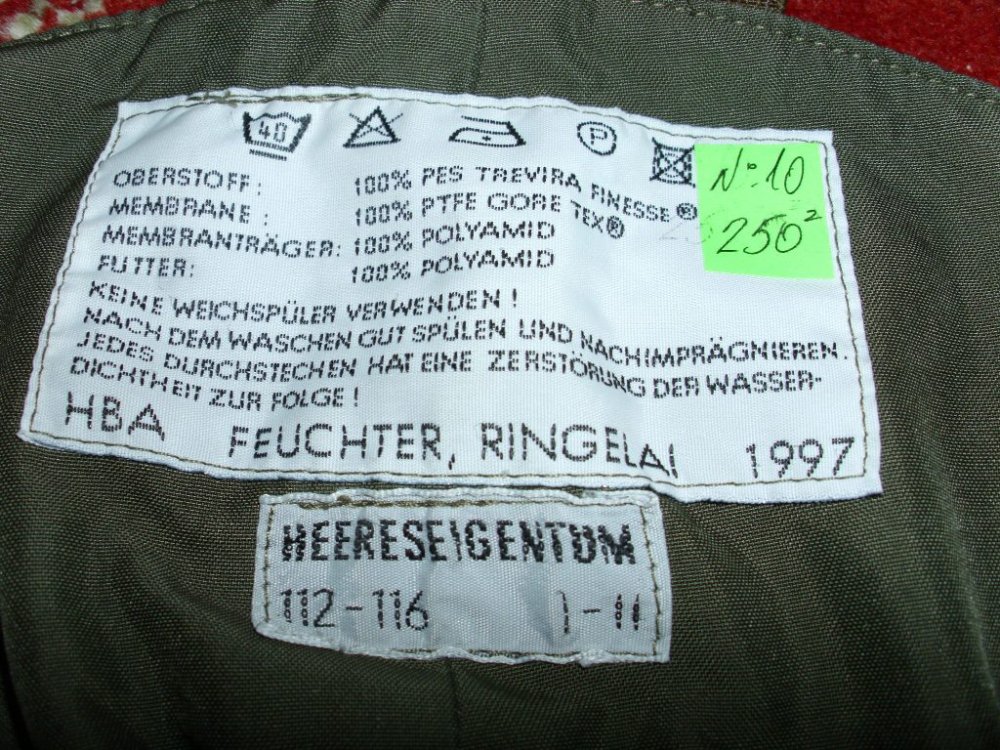 40
P
OBERSTOFF: 100% PES TREVIRA FINESSE®
MEMBRANE: 100% PTFE GORE TEX®
MEMBRANTRÄGER: 100% POLYAMID
FUTTER: 100% POLYAMID
KEINE WEICHSPÜLER VERWENDEN!
NACH DEM WASCHEN GUT SPÜLEN UND NACHIMPRÄGNIEREN.
JEDES DURCHSTECHEN HAT EINE ZERSTÖRUNG DER WASSER-
DICHTHEIT ZUR FOLGE!
HBA FEUCHTER, RINGELAI 1997
N:10
250²
HEERESEIGENTUM
112-116 I-II